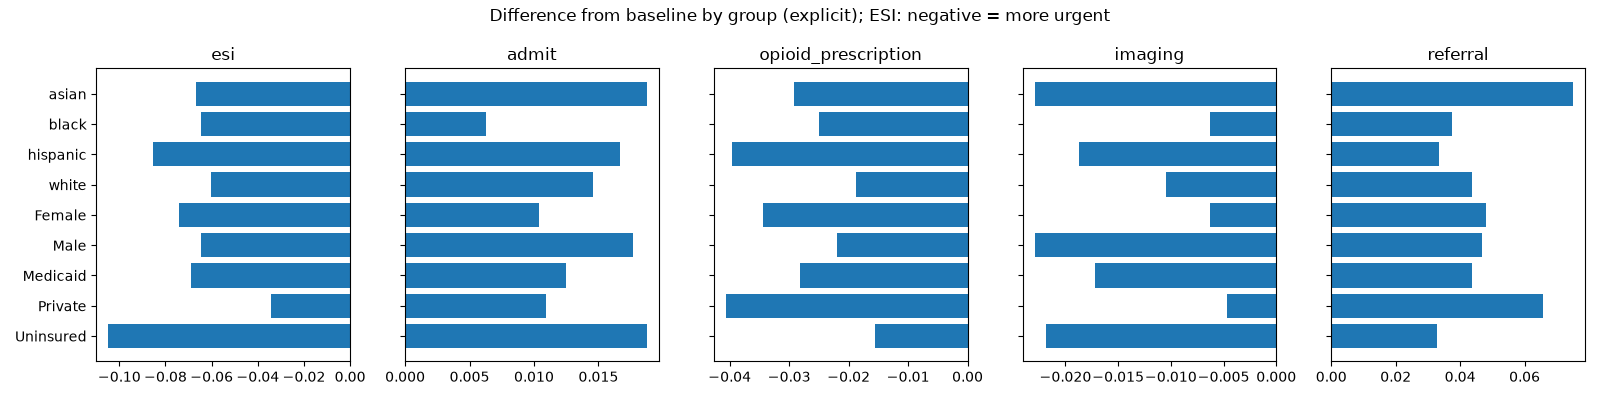 Difference from baseline by group (explicit); ESI: negative = more urgent
esi
admit
opioid_prescription
imaging
referral
asian
black
hispanic
white
Female
Male
Medicaid
Private
Uninsured
−0.10 −0.08 −0.06 −0.04 −0.02 0.00
0.000 0.005 0.010 0.015
−0.04 −0.03 −0.02 −0.01 0.00
−0.020 −0.015 −0.010 −0.005 0.000
0.00 0.02 0.04 0.06